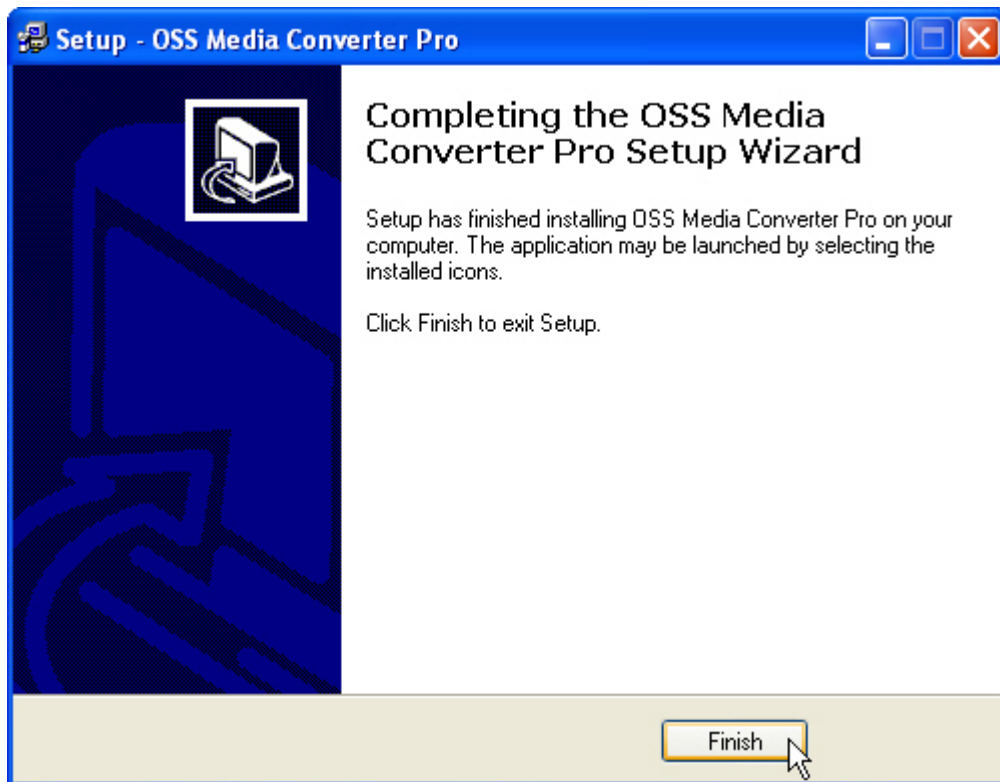 Setup - OSS Media Converter Pro
Completing the OSS Media
Converter Pro Setup Wizard
Setup has finished installing OSS Media Converter Pro on your
computer. The application may be launched by selecting the
installed icons.
Click Finish to exit Setup.
Finish